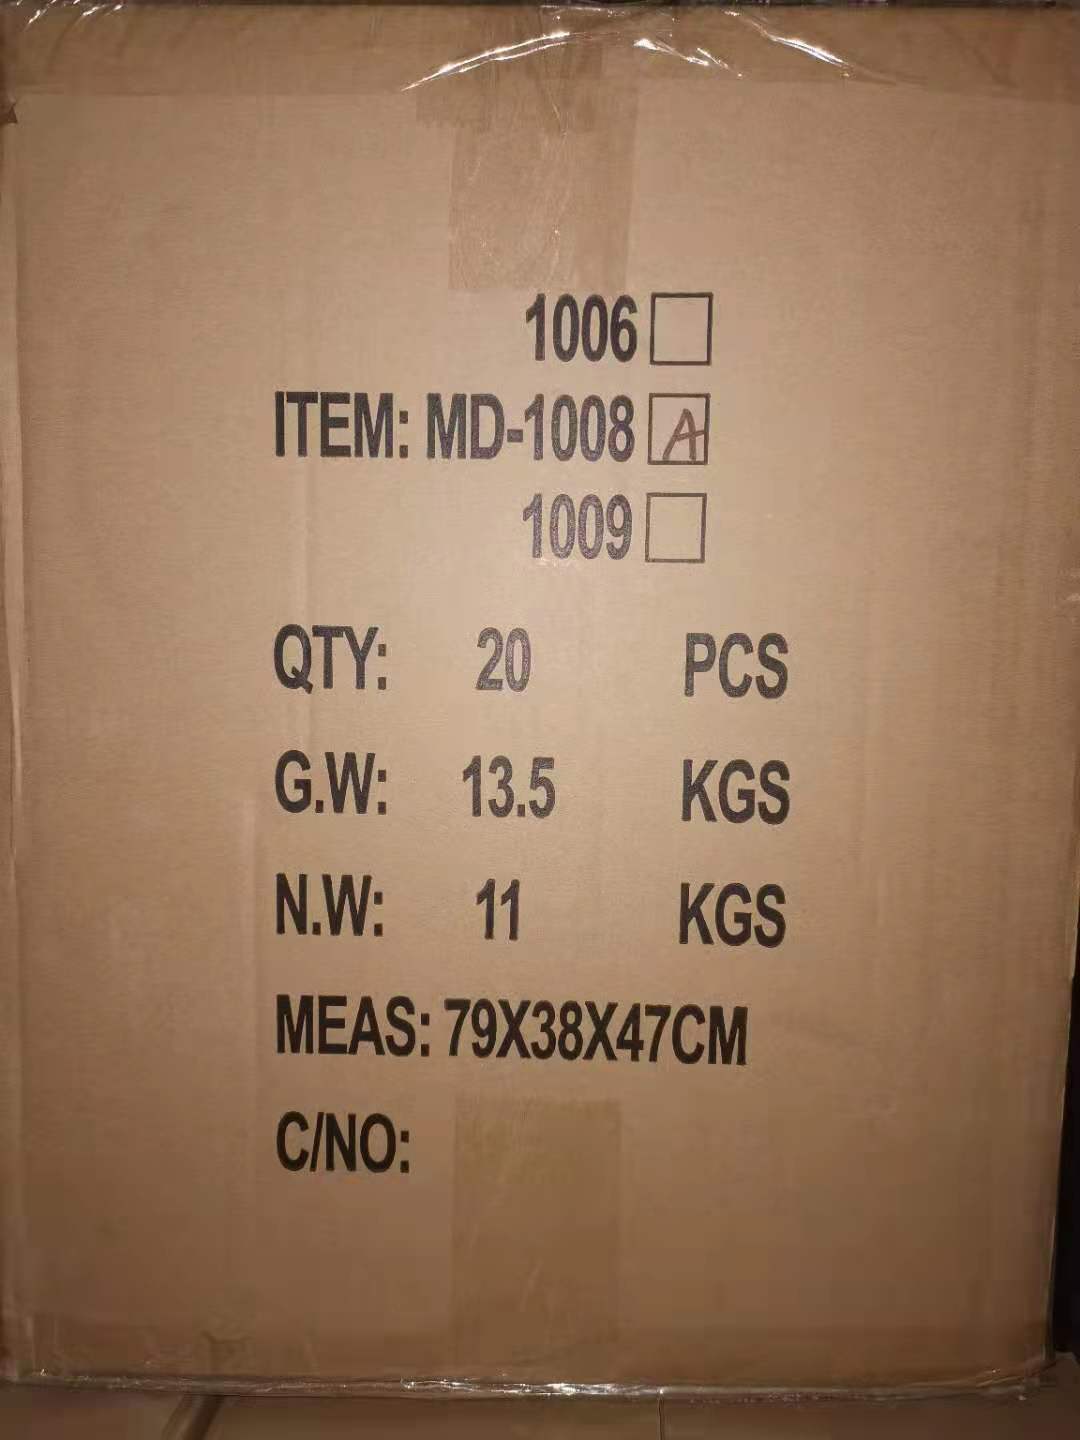 1006
ITEM: MD-1008 A
1009
QTY: 20 PCS
G.W: 13.5 KGS
N.W: 11 KGS
MEAS: 79X38X47CM
C/NO: